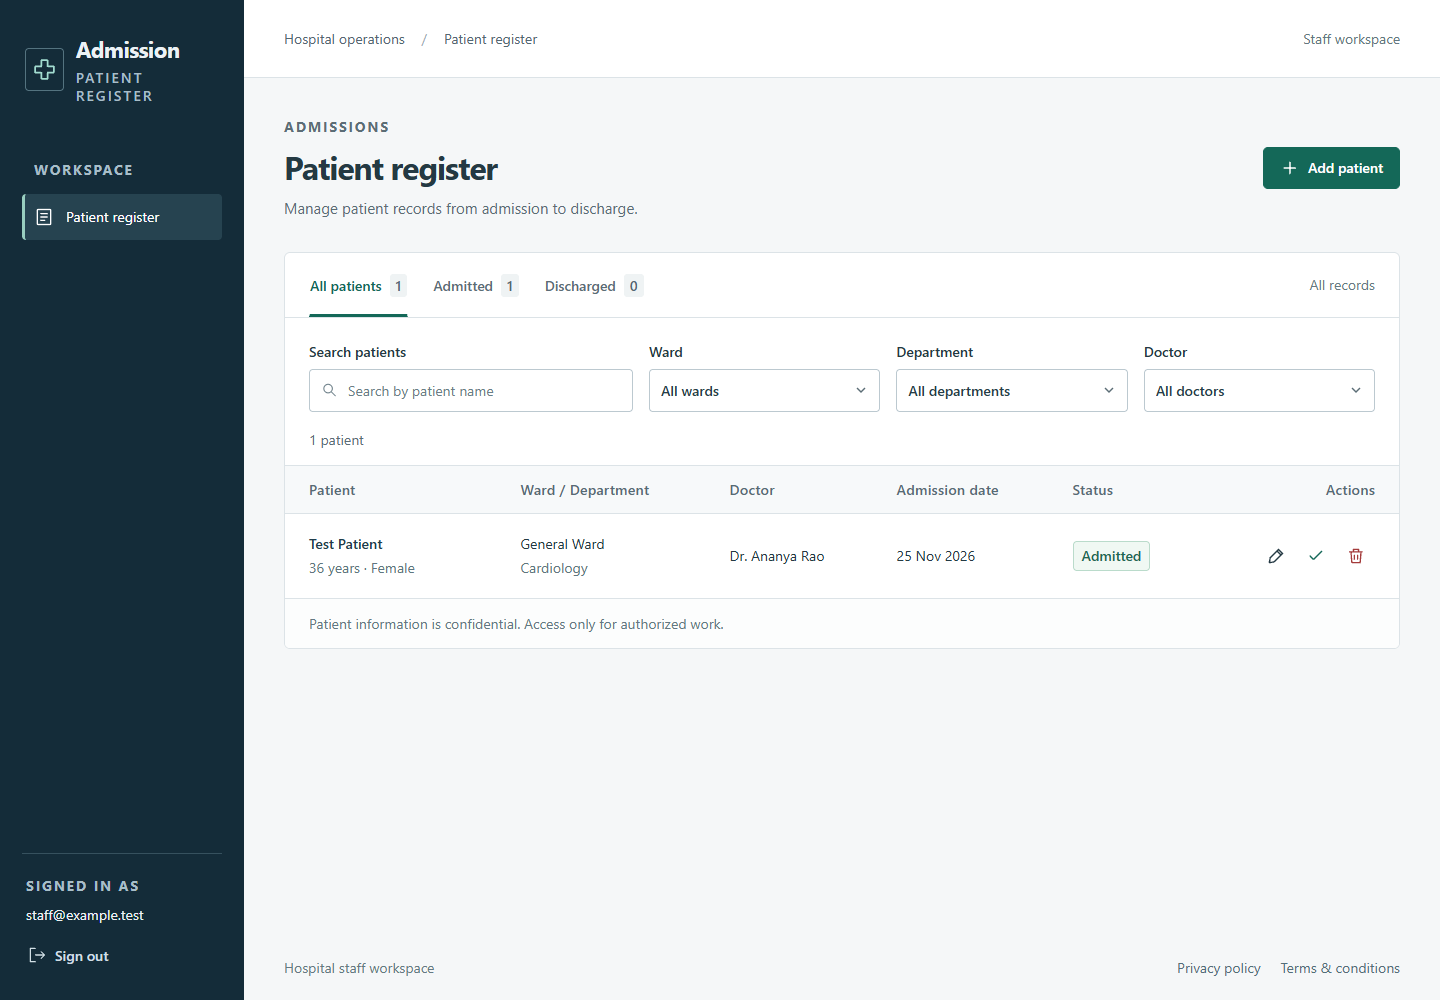 Admission
PATIENT
REGISTER
WORKSPACE
Patient register
SIGNED IN AS
staff@example.test
Sign out
Hospital operations / Patient register
Staff workspace
ADMISSIONS
Patient register
Manage patient records from admission to discharge.
Add patient
All patients 1 Admitted 1 Discharged 0
All records
Search patients Ward Department Doctor
Search by patient name All wards All departments All doctors
1 patient
Patient Ward / Department Doctor Admission date Status Actions
Test Patient General Ward Dr. Ananya Rao 25 Nov 2026 Admitted
36 years · Female Cardiology
Patient information is confidential. Access only for authorized work.
Hospital staff workspace
Privacy policy Terms & conditions